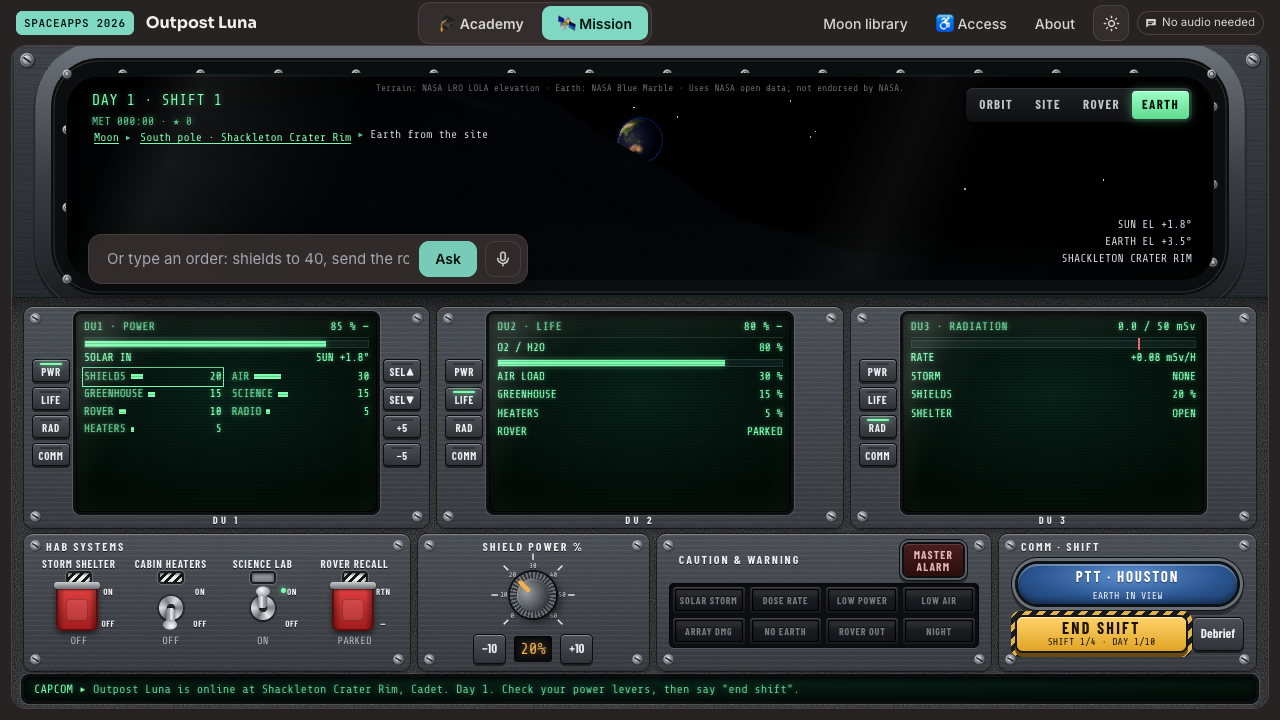 SPACEAPPS 2026 Outpost Luna
Academy Mission
Moon library Access About No audio needed
Terrain: NASA LRO LOLA elevation · Earth: NASA Blue Marble · Uses NASA open data; not endorsed by NASA.
DAY 1 · SHIFT 1
MET 000:00 · ★ 0
Moon ▸ South pole · Shackleton Crater Rim ▸ Earth from the site
ORBIT SITE ROVER EARTH
SUN EL +1.8°
EARTH EL +3.5°
SHACKLETON CRATER RIM
Or type an order: shields to 40, send the ro
Ask
DU1 · POWER 85 % −
SOLAR IN SUN +1.8°
SHIELDS 20 AIR 30
GREENHOUSE 15 SCIENCE 15
ROVER 10 RADIO 5
HEATERS 5
PWR
LIFE
RAD
COMM
SEL▲
SEL▼
+5
−5
DU 1
DU2 · LIFE 80 % −
O2 / H2O 80 %
AIR LOAD 30 %
GREENHOUSE 15 %
HEATERS 5 %
ROVER PARKED
PWR
LIFE
RAD
COMM
DU 2
DU3 · RADIATION 0.0 / 50 mSv
RATE +0.08 mSv/H
STORM NONE
SHIELDS 20 %
SHELTER OPEN
PWR
LIFE
RAD
COMM
DU 3
HAB SYSTEMS
STORM SHELTER CABIN HEATERS SCIENCE LAB ROVER RECALL
ON ON ON RTN
OFF OFF OFF −
OFF OFF ON PARKED
SHIELD POWER %
0 10 20 30 40 50 50
−10 20% +10
CAUTION & WARNING
MASTER
ALARM
SOLAR STORM DOSE RATE LOW POWER LOW AIR
ARRAY DMG NO EARTH ROVER OUT NIGHT
COMM · SHIFT
PTT · HOUSTON
EARTH IN VIEW
END SHIFT
SHIFT 1/4 · DAY 1/10
Debrief
CAPCOM ▸ Outpost Luna is online at Shackleton Crater Rim, Cadet. Day 1. Check your power levers, then say "end shift".